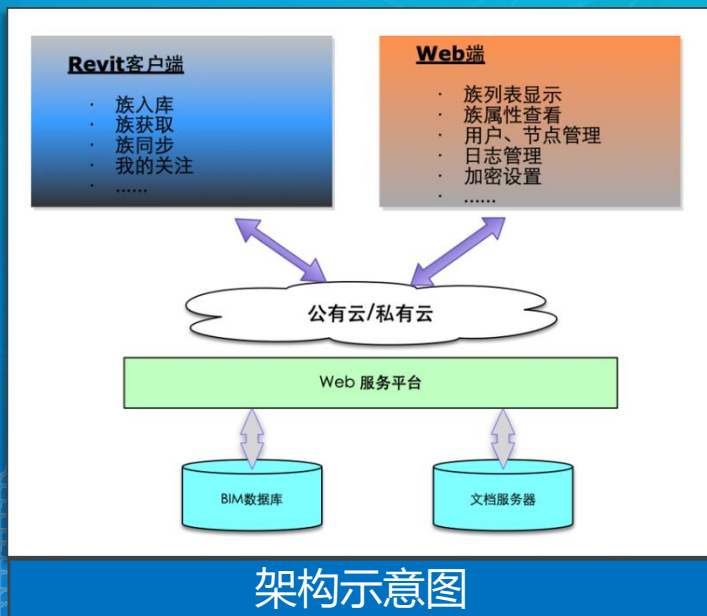 Revit客户端
· 族入库
· 族获取
· 族同步
· 我的关注
· ......
Web端
· 族列表显示
· 族属性查看
· 用户、节点管理
· 日志管理
· 加密设置
· ......
公有云/私有云
Web 服务平台
BIM数据库
文档服务器
架构示意图